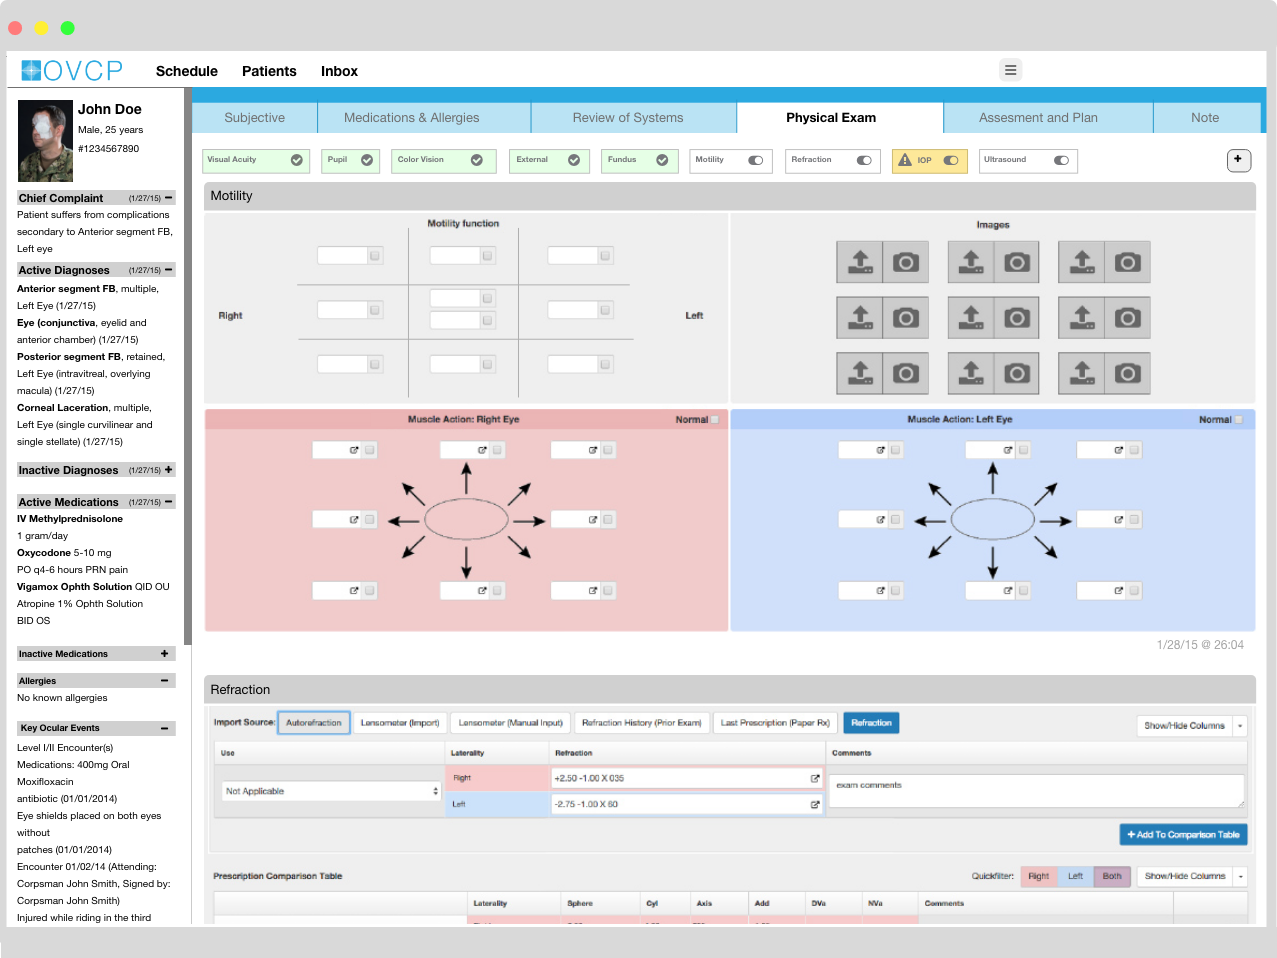 OVCP
Schedule Patients Inbox
John Doe
Male, 25 years
#1234567890
Chief Complaint (1/27/15)
Patient suffers from complications
secondary to Anterior segment FB,
Left eye
Active Diagnoses (1/27/15)
Anterior segment FB, multiple,
Left Eye (1/27/15)
Eye (conjunctiva, eyelid and
anterior chamber) (1/27/15)
Posterior segment FB, retained,
Left Eye (intravitreal, overlying
macula) (1/27/15)
Corneal Laceration, multiple,
Left Eye (single curvilinear and
single stellate) (1/27/15)
Inactive Diagnoses (1/27/15)
Active Medications (1/27/15)
IV Methylprednisolone
1 gram/day
Oxycodone 5-10 mg
PO q4-6 hours PRN pain
Vigamox Ophth Solution QID OU
Atropine 1% Ophth Solution
BID OS
Inactive Medications
Allergies
No known allgergies
Key Ocular Events
Level I/II Encounter(s)
Medications: 400mg Oral
Moxifloxacin
antibiotic (01/01/2014)
Eye shields placed on both eyes
without
patches (01/01/2014)
Encounter 01/02/14 (Attending:
Corpsman John Smith, Signed by:
Corpsman John Smith)
Injured while riding in the third
Subjective Medications & Allergies Review of Systems Physical Exam Assesment and Plan Note
Visual Acuity Pupil Color Vision External Fundus Motility Refraction IOP Ultrasound +
Motility
Motility function
Right Left
Images
Muscle Action: Right Eye Normal
Muscle Action: Left Eye Normal
1/28/15 @ 26:04
Refraction
Import Source: Autorefraction Lensometer (Import) Lensometer (Manual Input) Refraction History (Prior Exam) Last Prescription (Paper Rx) Refraction Show/Hide Columns
Use Laterality Refraction Comments
Not Applicable
Right +2.50 -1.00 X 035
Left -2.75 -1.00 X 60
exam comments
+ Add To Comparison Table
Prescription Comparison Table Quickfilter: Right Left Both Show/Hide Columns
Laterality Sphere Cyl Axis Add DVa NVa Comments